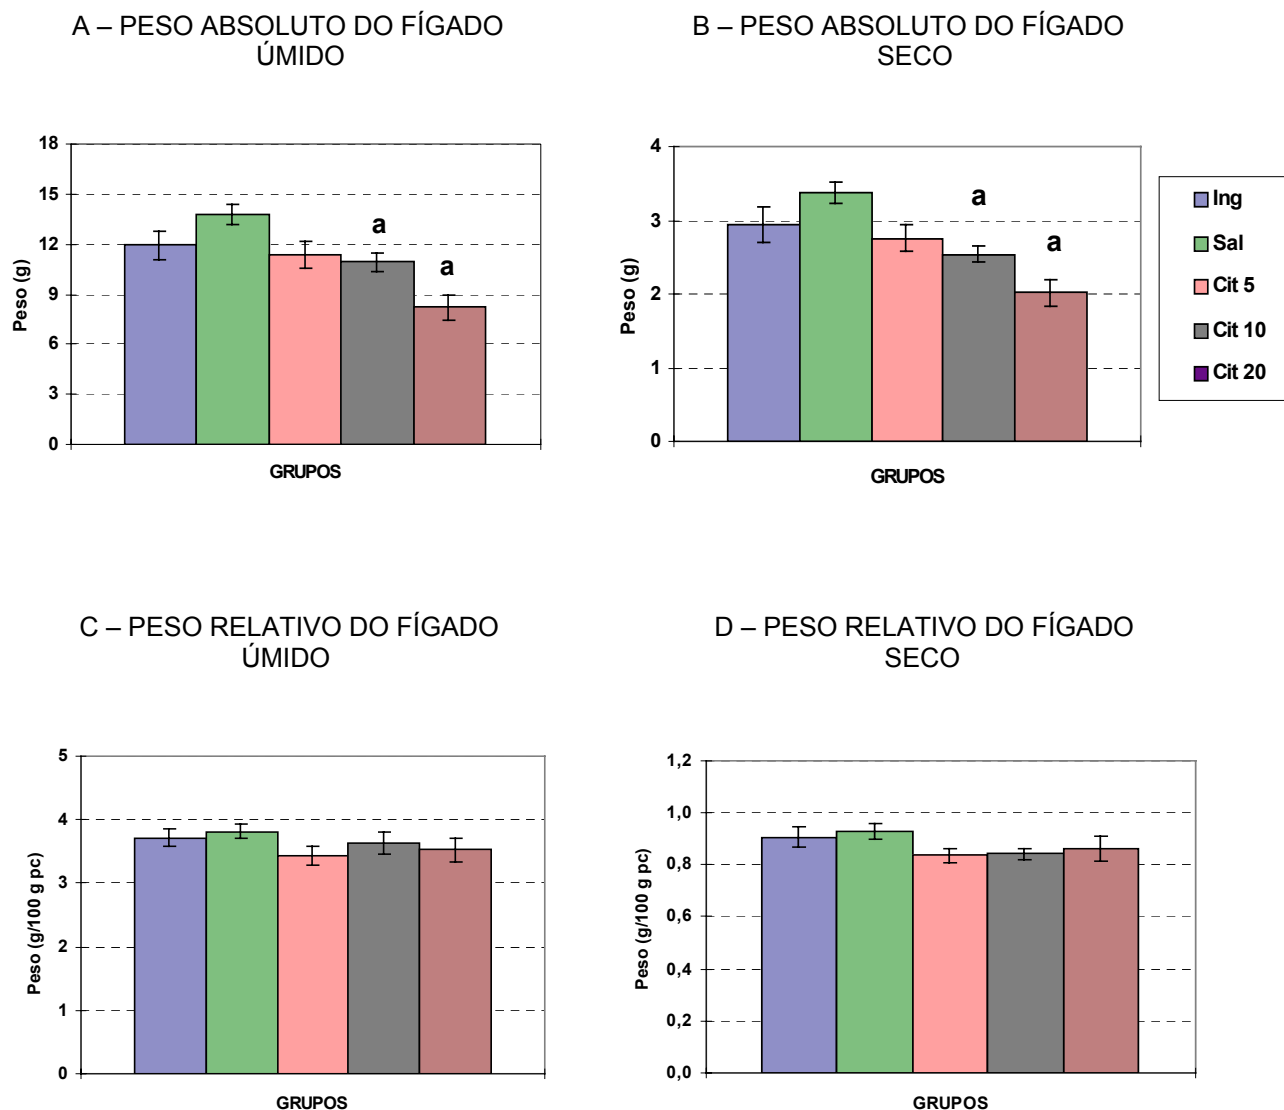 A – PESO ABSOLUTO DO FÍGADO
ÚMIDO
B – PESO ABSOLUTO DO FÍGADO
SECO
18
15
12
9
6
3
0
Peso (g)
a
a
GRUPOS
4
3
2
1
0
Peso (g)
a
a
GRUPOS
Ing
Sal
Cit 5
Cit 10
Cit 20
C – PESO RELATIVO DO FÍGADO
ÚMIDO
D – PESO RELATIVO DO FÍGADO
SECO
5
4
3
2
1
0
Peso (g/100 g pc)
GRUPOS
1,2
1,0
0,8
0,6
0,4
0,2
0,0
Peso (g/100 g pc)
GRUPOS